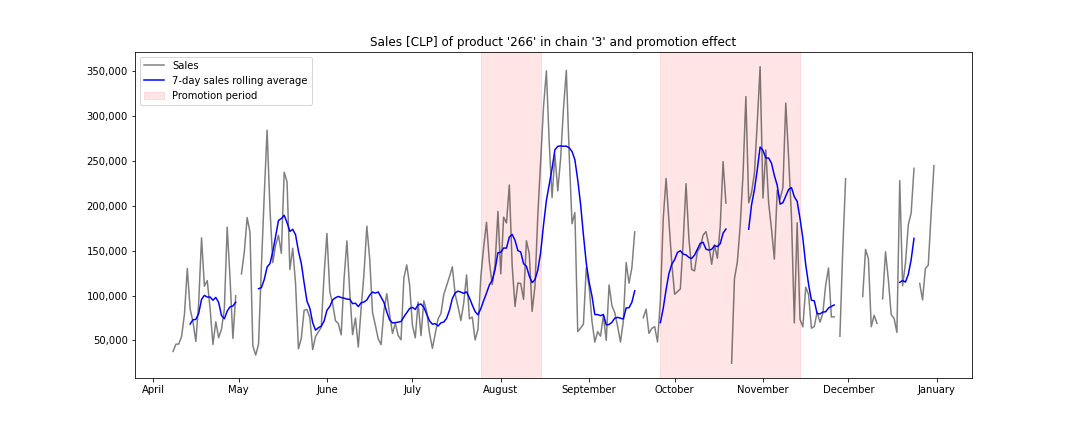 Sales [CLP] of product '266' in chain '3' and promotion effect
Sales
7-day sales rolling average
Promotion period
350,000
300,000
250,000
200,000
150,000
100,000
50,000
April May June July August September October November December January